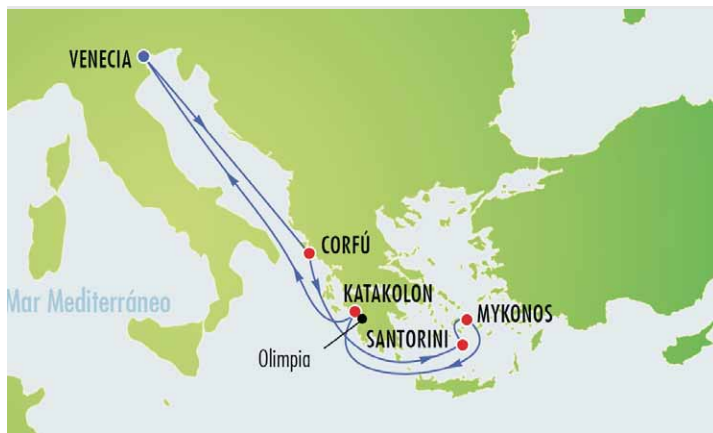 VENECIA
CORFÚ
Mar Mediterráneo
KATAKOLON
MYKONOS
SANTORINI
Olimpia